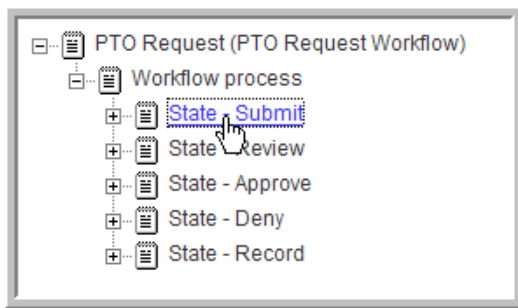 PTO Request (PTO Request Workflow)
Workflow process
State - Submit
State - Review
State - Approve
State - Deny
State - Record